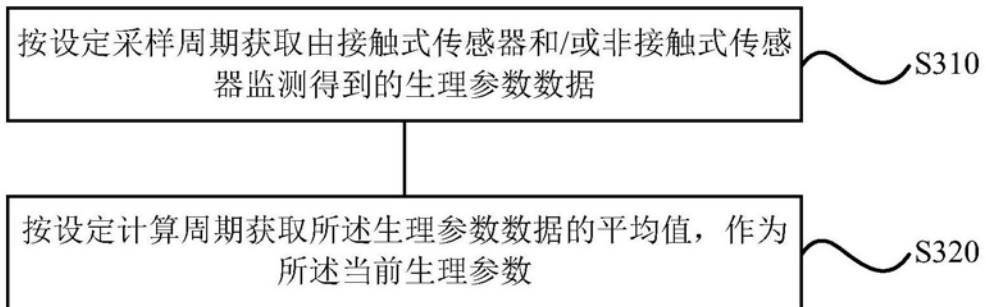 按设定采样周期获取由接触式传感器和/或非接触式传感
器监测得到的生理参数数据
S310
按设定计算周期获取所述生理参数数据的平均值，作为
所述当前生理参数
S320